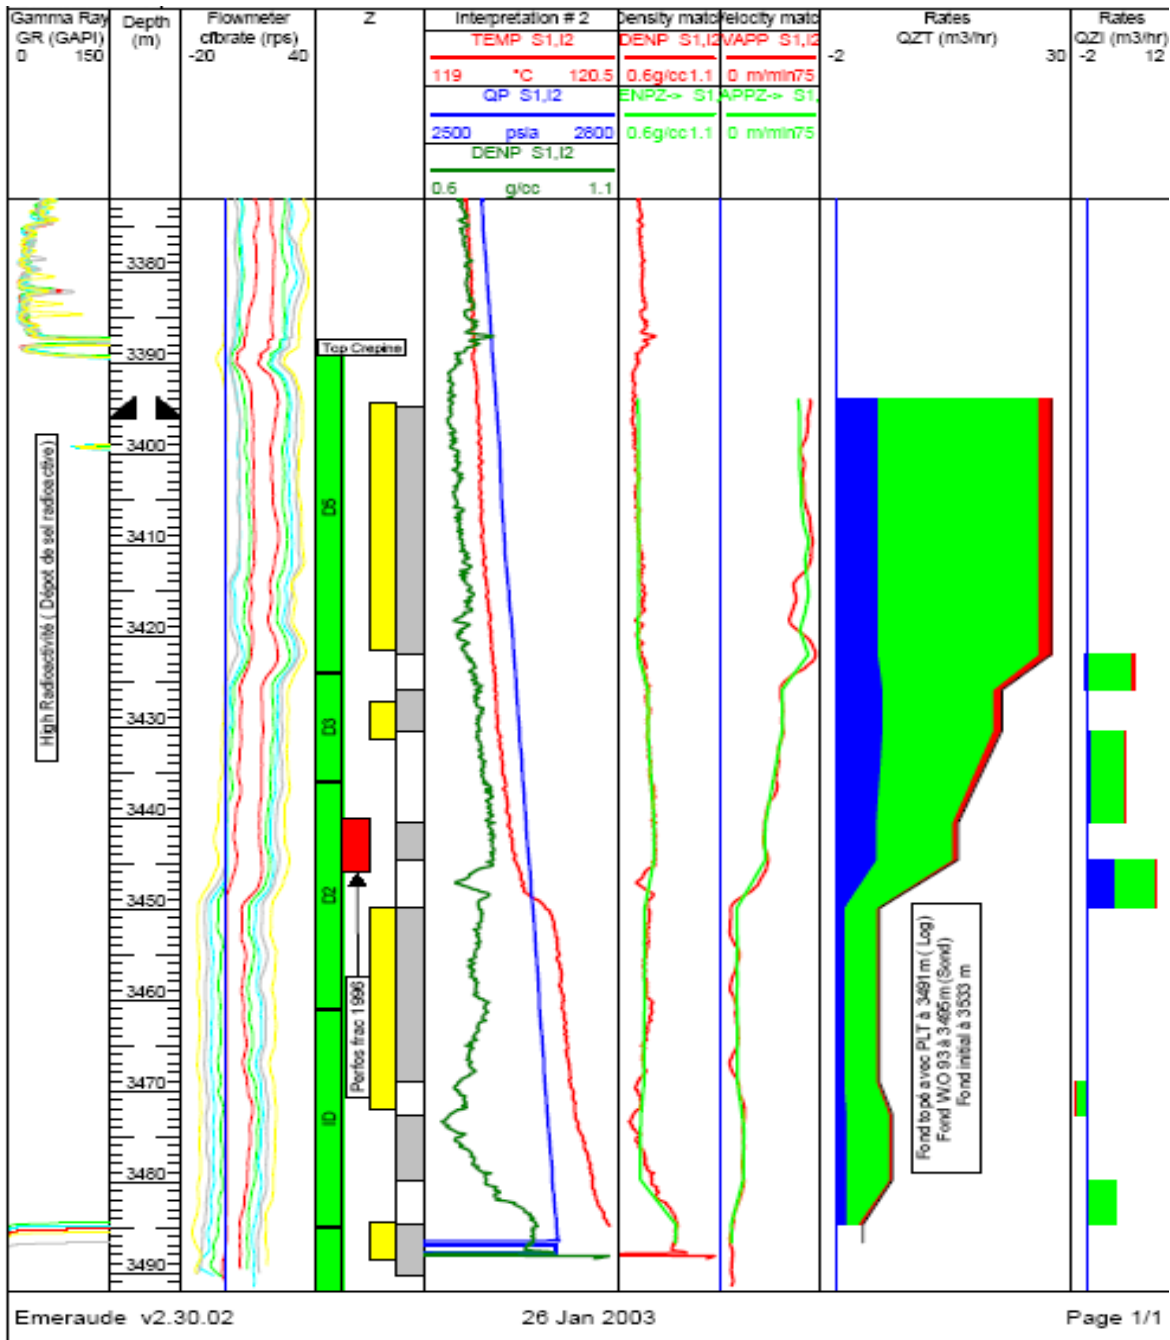 Gamma Ray
GR (GAPI)
0 150
Depth
(m)
Flowmeter
cfbrate (rps)
-20 40
Z
Interpretation # 2
TEMP S1,I2
119 °C 120.5
QP S1,I2
2500 psia 2800
DENP S1,I2
0.6 g/cc 1.1
Density matc
DENP S1,I2
0.6g/cc1.1
ENPZ-> S1,
0.6g/cc1.1
Velocity matc
VAPP S1,I2
0 m/min75
APPZ-> S1,
0 m/min75
Rates
QZT (m3/hr)
-2 30
Rates
QZI (m3/hr)
-2 12
3380
3390
3400
3410
3420
3430
3440
3450
3460
3470
3480
3490
High Radioactivité ( Dépot de sel radioactive)
Top Crepine
D5
D3
D2
ID
Perfos frac 1996
Fond topé avec PLT à 3491 m ( Log)
Fond W.O 93 à 3495m (Sond)
Fond initial à 3533 m
Emeraude v2.30.02
26 Jan 2003
Page 1/1